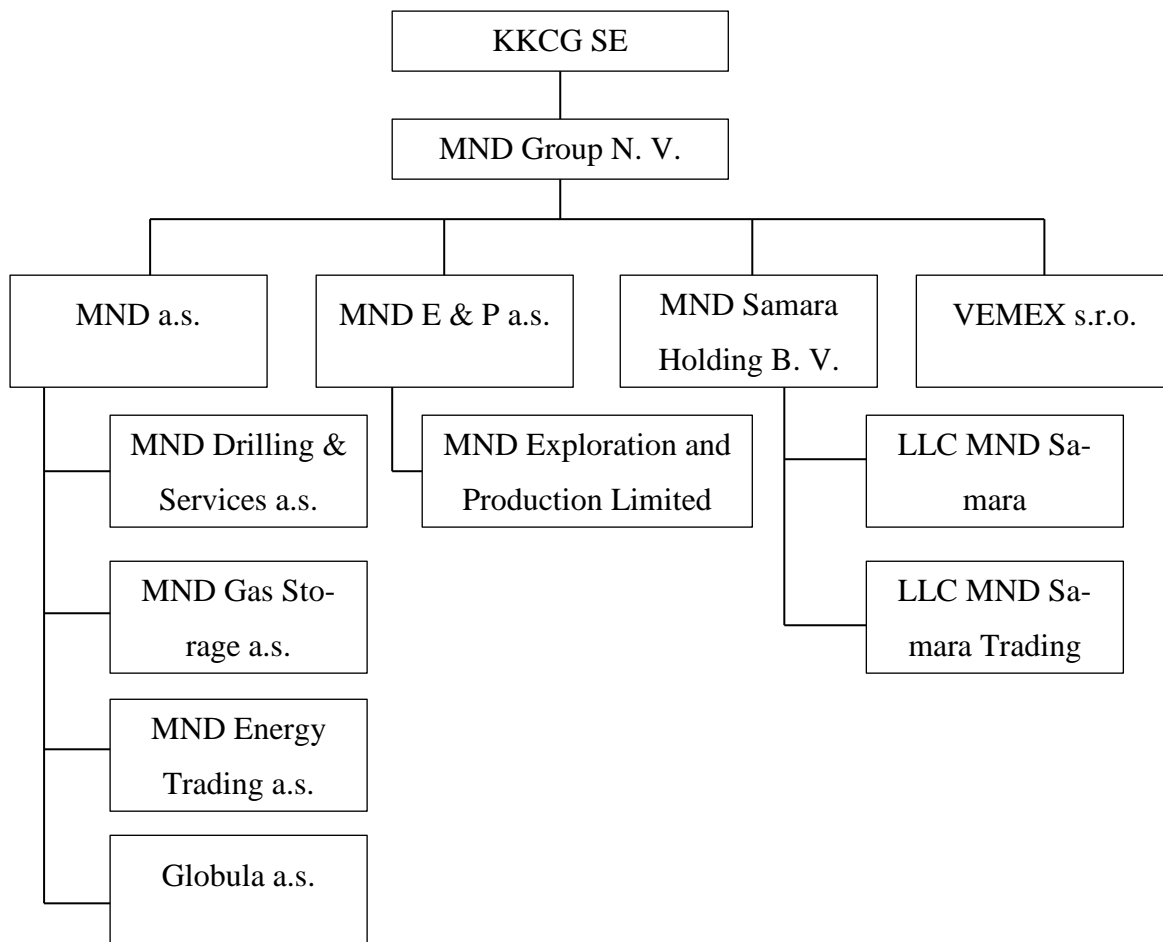 KKCG SE
MND Group N. V.
MND a.s.
MND E & P a.s.
MND Samara
Holding B. V.
VEMEX s.r.o.
MND Drilling &
Services a.s.
MND Exploration and
Production Limited
LLC MND Sa-
mara
MND Gas Sto-
rage a.s.
LLC MND Sa-
mara Trading
MND Energy
Trading a.s.
Globula a.s.